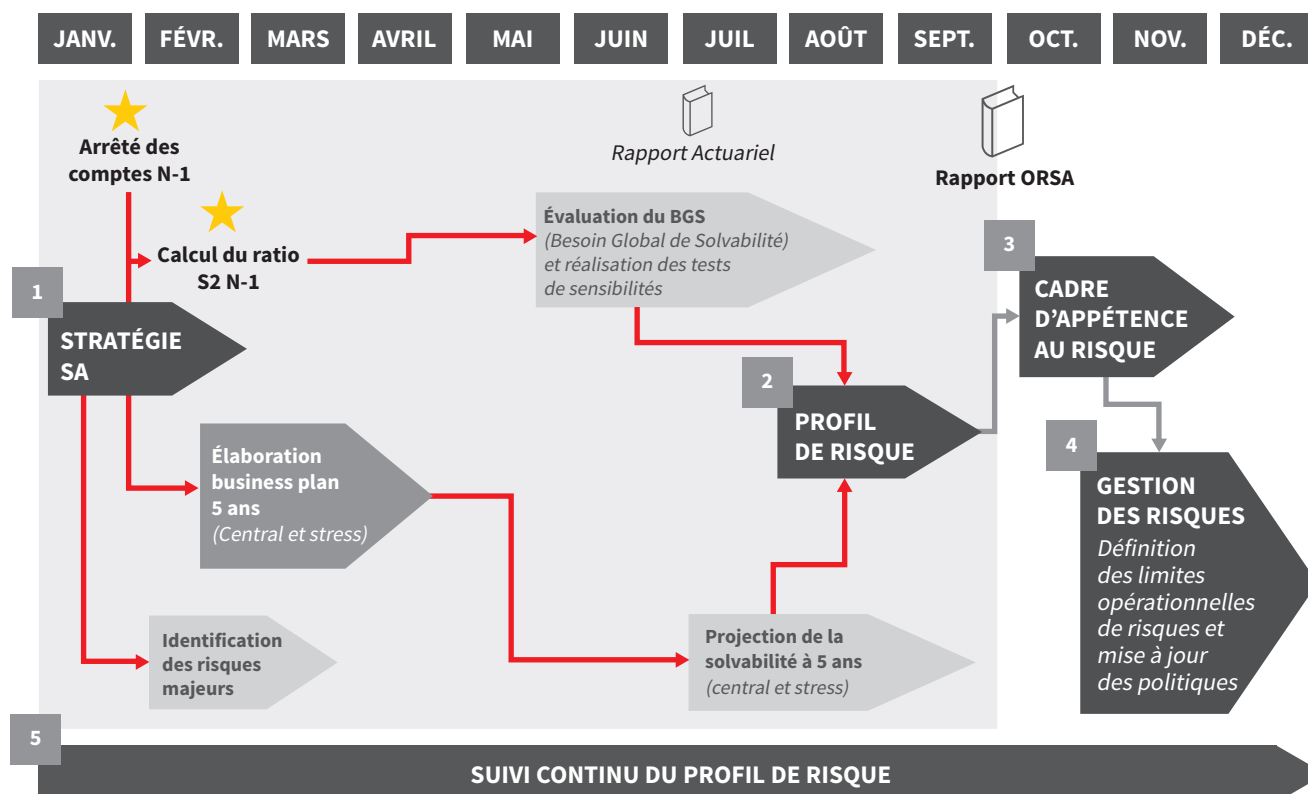 JANV. FÉVR. MARS AVRIL MAI JUIN JUIL AOÛT SEPT. OCT. NOV. DÉC.
Arrêté des
comptes N-1
Rapport Actuariel
Rapport ORSA
Calcul du ratio
S2 N-1
Évaluation du BGS
(Besoin Global de Solvabilité)
et réalisation des tests
de sensibilités
1
STRATÉGIE
SA
3
CADRE
D’APPÉTENCE
AU RISQUE
2
PROFIL
DE RISQUE
Élaboration
business plan
5 ans
(Central et stress)
4
GESTION
DES RISQUES
Définition
des limites
opérationnelles
de risques et
mise à jour
des politiques
Identification
des risques
majeurs
Projection de la
solvabilité à 5 ans
(central et stress)
5
SUIVI CONTINU DU PROFIL DE RISQUE